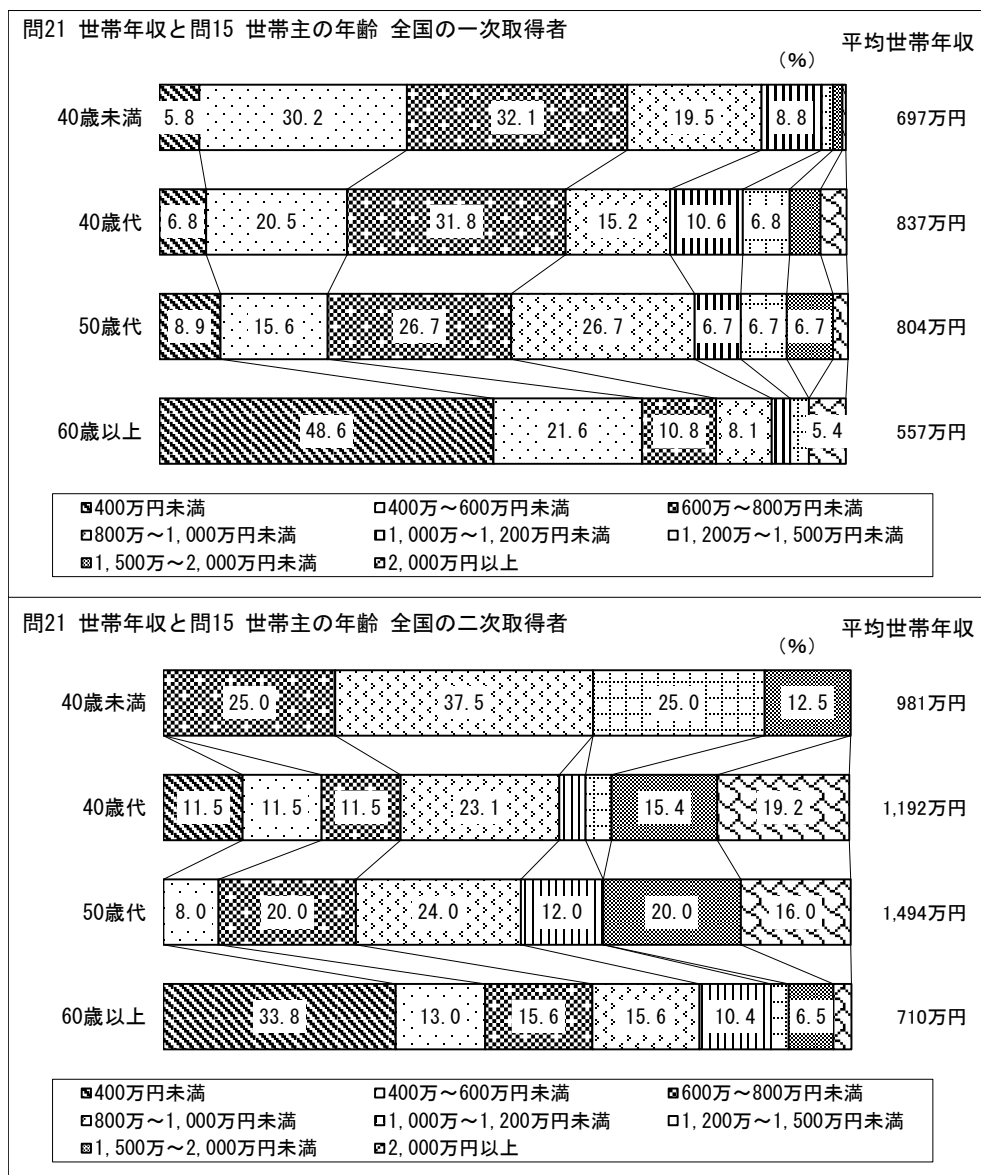 問21 世帯年収と問15 世帯主の年齢 全国の一次取得者
平均世帯年収
(%)
40歳未満 5.8 30.2 32.1 19.5 8.8 697万円
40歳代 6.8 20.5 31.8 15.2 10.6 6.8 837万円
50歳代 8.9 15.6 26.7 26.7 6.7 6.7 6.7 804万円
60歳以上 48.6 21.6 10.8 8.1 5.4 557万円
400万円未満 400万～600万円未満 600万～800万円未満
800万～1,000万円未満 1,000万～1,200万円未満 1,200万～1,500万円未満
1,500万～2,000万円未満 2,000万円以上
問21 世帯年収と問15 世帯主の年齢 全国の二次取得者
平均世帯年収
(%)
40歳未満 25.0 37.5 25.0 12.5 981万円
40歳代 11.5 11.5 11.5 23.1 15.4 19.2 1,192万円
50歳代 8.0 20.0 24.0 12.0 20.0 16.0 1,494万円
60歳以上 33.8 13.0 15.6 15.6 10.4 6.5 710万円
400万円未満 400万～600万円未満 600万～800万円未満
800万～1,000万円未満 1,000万～1,200万円未満 1,200万～1,500万円未満
1,500万～2,000万円未満 2,000万円以上